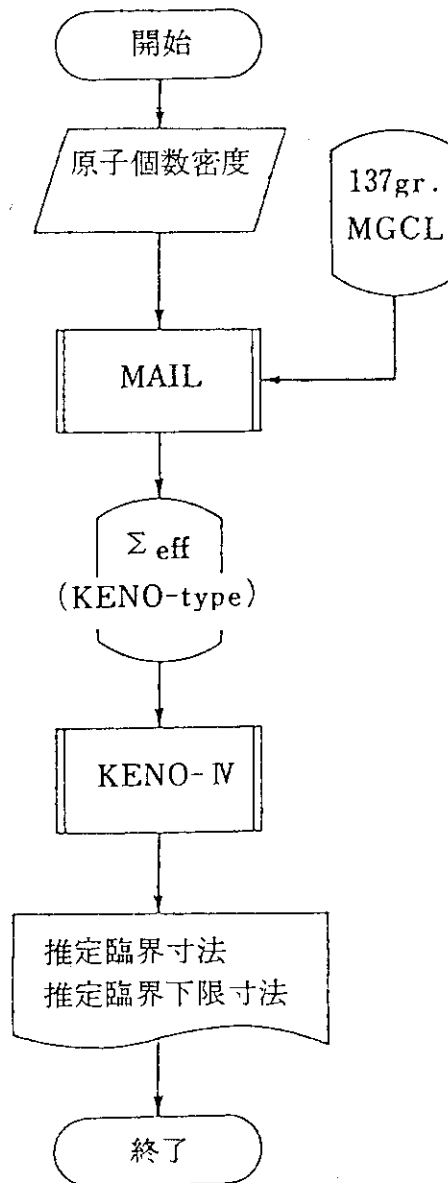 開始
原子個数密度
137gr.
MGCL
MAIL
Σeff
(KENO-type)
KENO-Ⅳ
推定臨界寸法
推定臨界下限寸法
終了